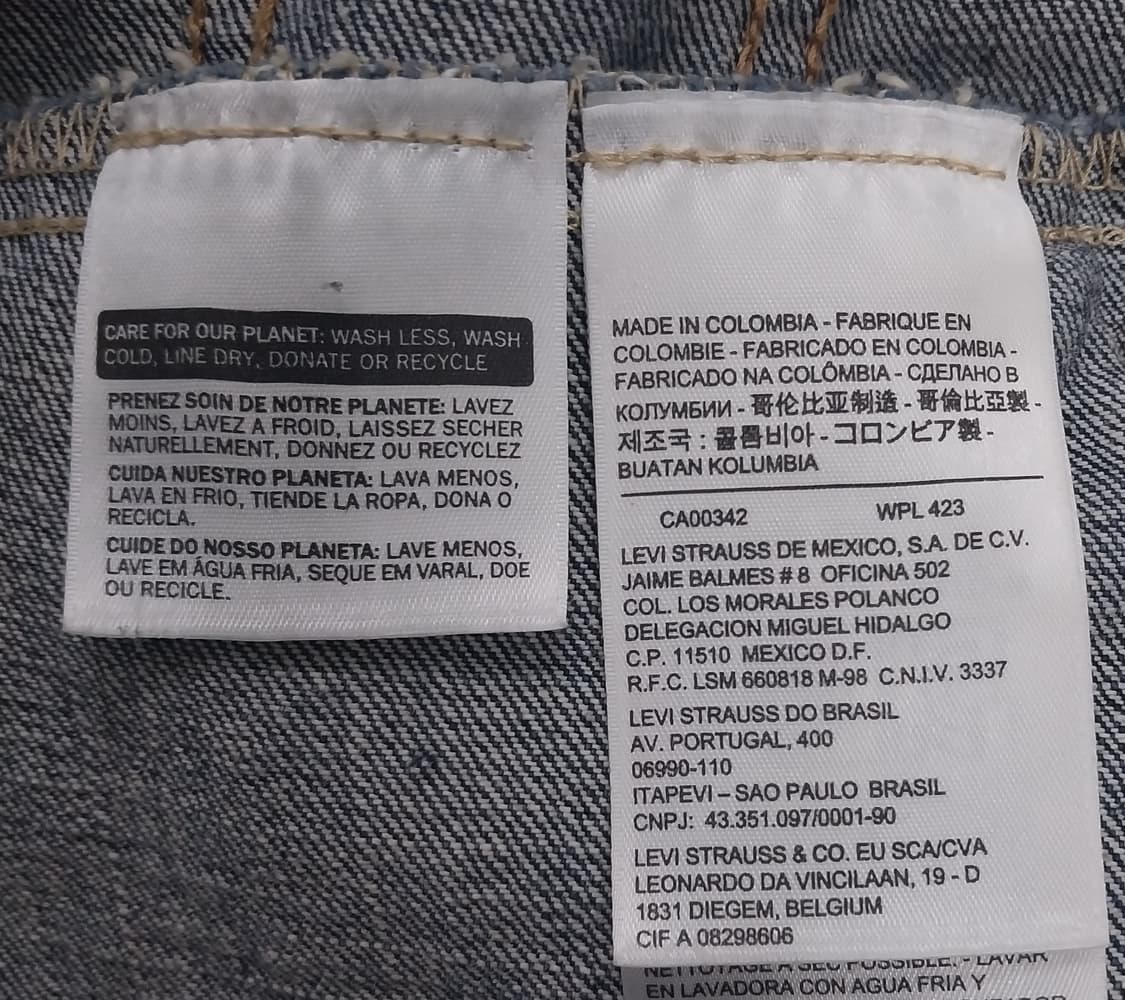 CARE FOR OUR PLANET: WASH LESS, WASH
COLD, LINE DRY, DONATE OR RECYCLE
PRENEZ SOIN DE NOTRE PLANETE: LAVEZ
MOINS, LAVEZ A FROID, LAISSEZ SECHER
NATURELLEMENT, DONNEZ OU RECYCLEZ
CUIDA NUESTRO PLANETA: LAVA MENOS,
LAVA EN FRIO, TIENDE LA ROPA, DONA O
RECICLA.
CUIDE DO NOSSO PLANETA: LAVE MENOS,
LAVE EM ÁGUA FRIA, SEQUE EM VARAL, DOE
OU RECICLE.
MADE IN COLOMBIA - FABRIQUE EN
COLOMBIE - FABRICADO EN COLOMBIA -
FABRICADO NA COLÔMBIA - СДЕЛАНО В
КОЛУМБИИ - 哥伦比亚制造 - 哥倫比亞製 -
제조국 : 콜롬비아 - コロンビア製 -
BUATAN KOLUMBIA
CA00342 WPL 423
LEVI STRAUSS DE MEXICO, S.A. DE C.V.
JAIME BALMES # 8 OFICINA 502
COL. LOS MORALES POLANCO
DELEGACION MIGUEL HIDALGO
C.P. 11510 MEXICO D.F.
R.F.C. LSM 660818 M-98 C.N.I.V. 3337
LEVI STRAUSS DO BRASIL
AV. PORTUGAL, 400
06990-110
ITAPEVI – SAO PAULO BRASIL
CNPJ: 43.351.097/0001-90
LEVI STRAUSS & CO. EU SCA/CVA
LEONARDO DA VINCILAAN, 19 - D
1831 DIEGEM, BELGIUM
CIF A 08298606
NETTOYAGE A SEC POSSIBLE. - LAVAR
EN LAVADORA CON AGUA FRIA Y